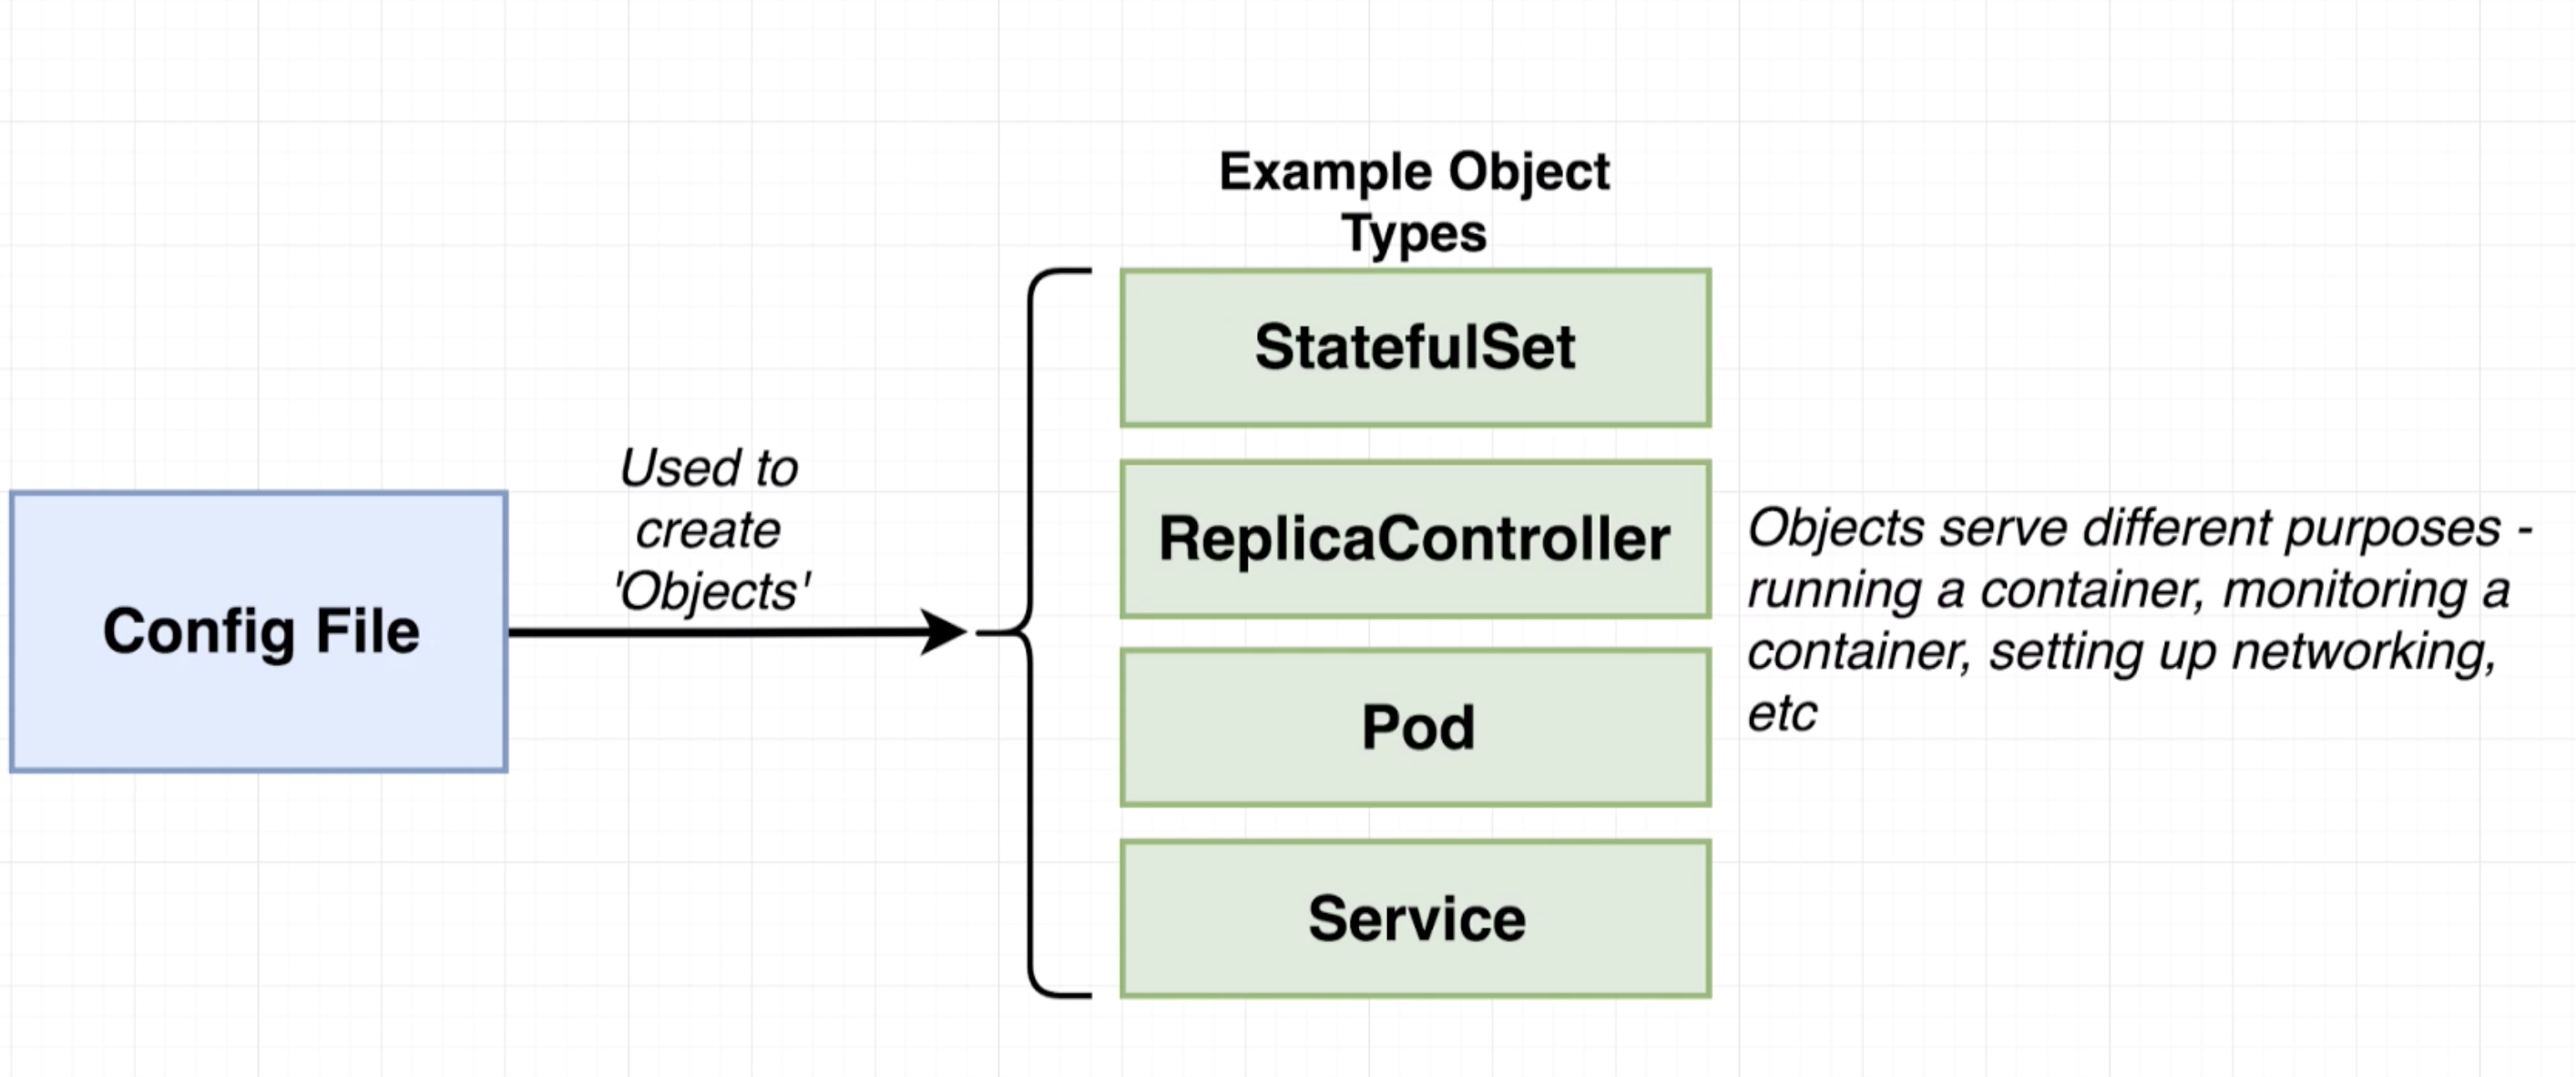 Example Object
Types
StatefulSet
Used to
create
'Objects'
Config File
ReplicaController
Pod
Service
Objects serve different purposes -
running a container, monitoring a
container, setting up networking,
etc